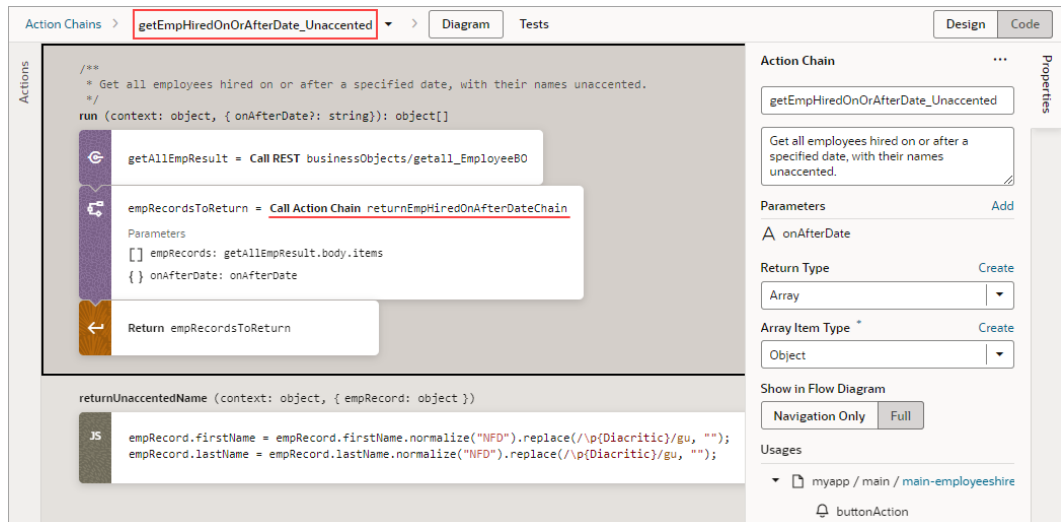 Action Chains > getEmpHiredOnOrAfterDate_Unaccented > Diagram Tests Design Code
Actions
/**
* Get all employees hired on or after a specified date, with their names unaccented.
*/
run (context: object, { onAfterDate?: string}): object[]
getAllEmpResult = Call REST businessObjects/getall_EmployeeBO
empRecordsToReturn = Call Action Chain returnEmpHiredOnAfterDateChain
Parameters
[] empRecords: getAllEmpResult.body.items
{} onAfterDate: onAfterDate
Return empRecordsToReturn
returnUnaccentedName (context: object, { empRecord: object })
JS
empRecord.firstName = empRecord.firstName.normalize("NFD").replace(/\p{Diacritic}/gu, "");
empRecord.lastName = empRecord.lastName.normalize("NFD").replace(/\p{Diacritic}/gu, "");
Action Chain
getEmpHiredOnOrAfterDate_Unaccented
Get all employees hired on or after a
specified date, with their names
unaccented.
Parameters Add
A onAfterDate
Return Type Create
Array
Array Item Type * Create
Object
Show in Flow Diagram
Navigation Only Full
Usages
myapp / main / main-employeeshire
buttonAction
Properties